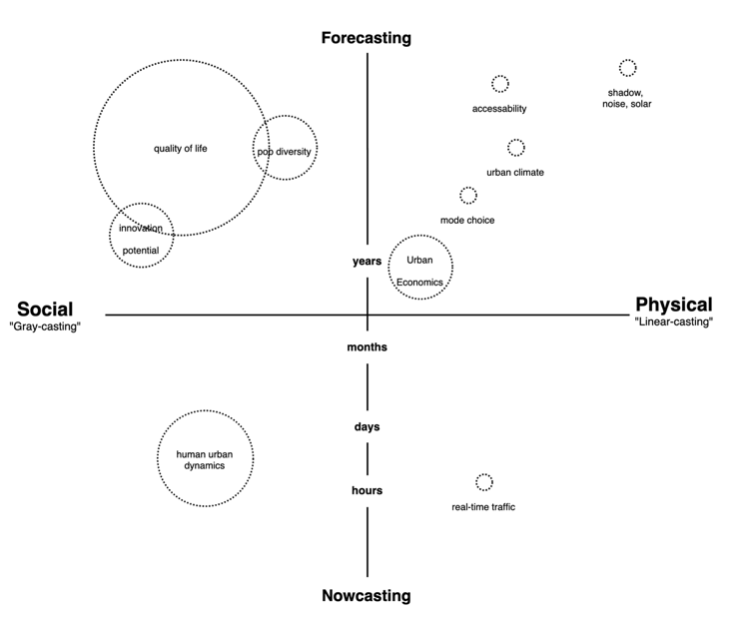 Forecasting
accessability
shadow,
noise, solar
quality of life
pop diversity
urban climate
mode choice
innovation
potential
years
Urban
Economics
Social
"Gray-casting"
Physical
"Linear-casting"
months
days
human urban
dynamics
hours
real-time traffic
Nowcasting